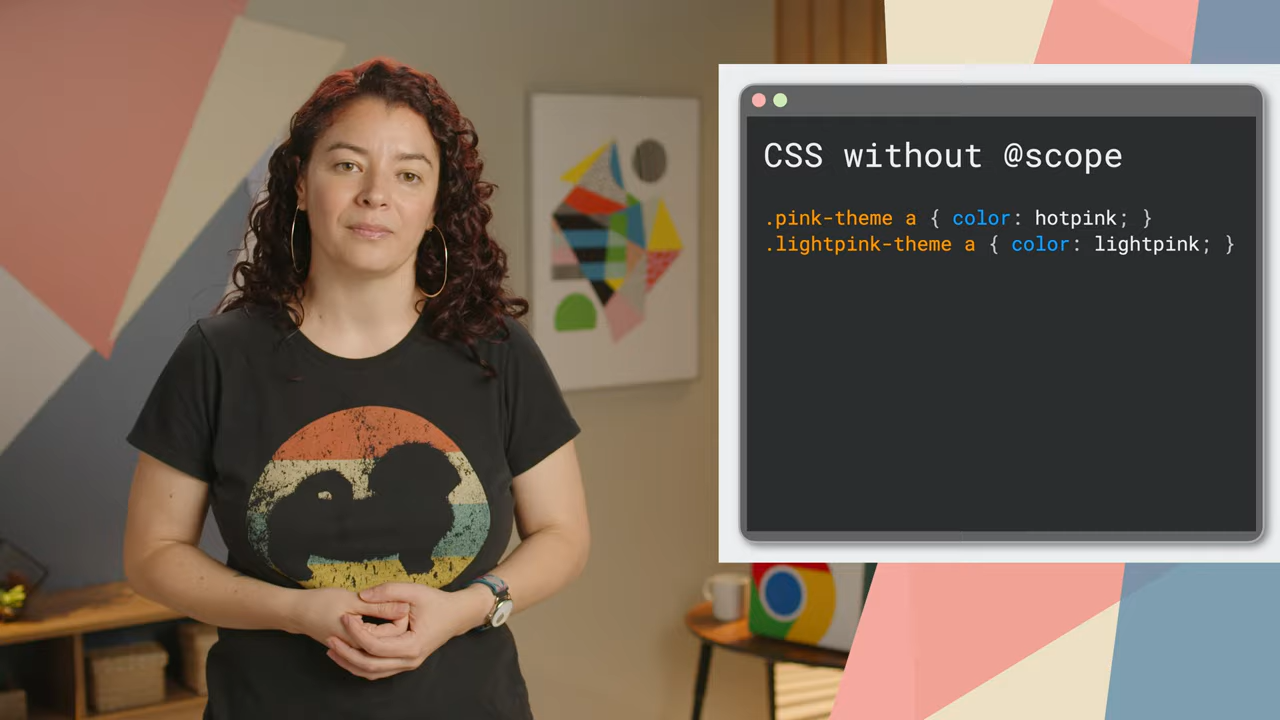 CSS without @scope
.pink-theme a { color: hotpink; }
.lightpink-theme a { color: lightpink; }